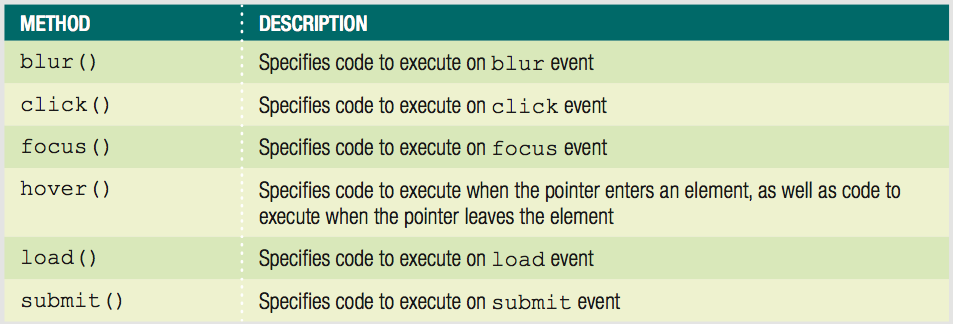 METHOD DESCRIPTION
blur() Specifies code to execute on blur event
click() Specifies code to execute on click event
focus() Specifies code to execute on focus event
hover() Specifies code to execute when the pointer enters an element, as well as code to
execute when the pointer leaves the element
load() Specifies code to execute on load event
submit() Specifies code to execute on submit event